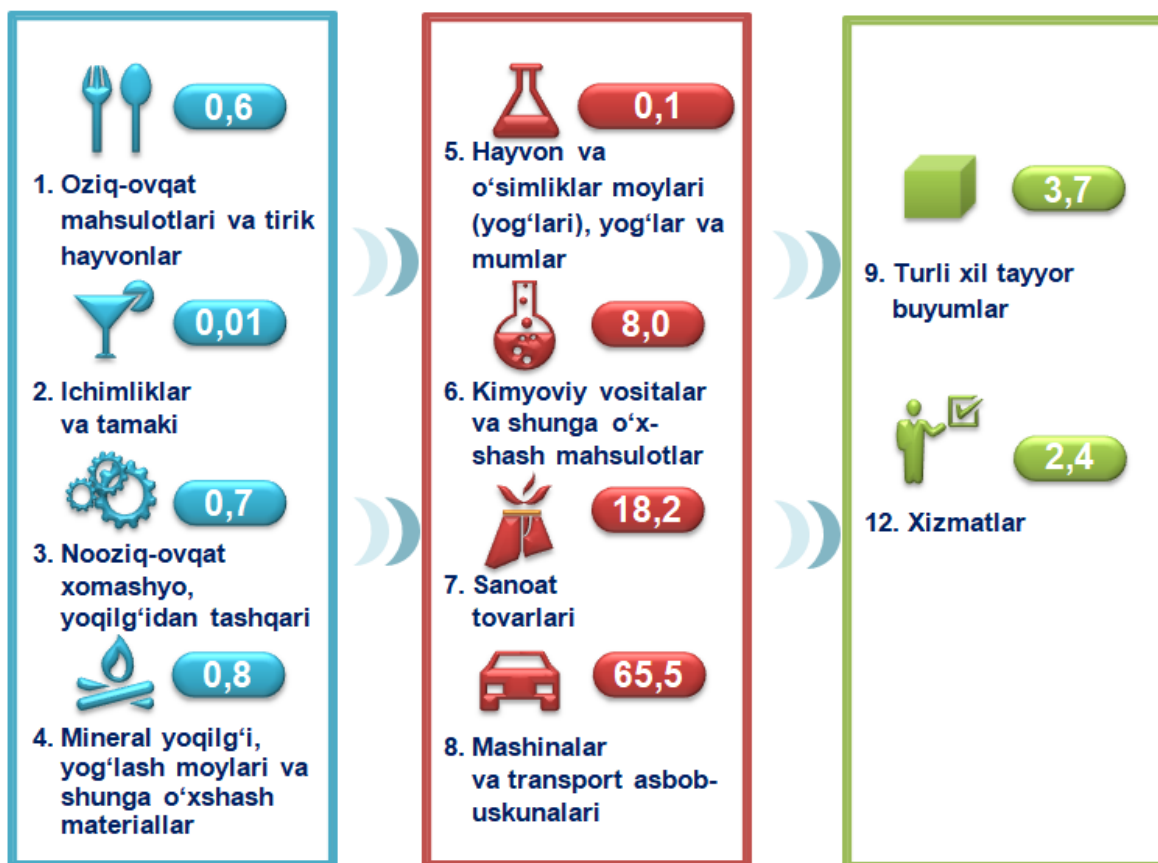 0,6
1. Oziq-ovqat
mahsulotlari va tirik
hayvonlar
0,01
2. Ichimliklar
va tamaki
0,7
3. Nooziq-ovqat
xomashyo,
yoqilg‘idan tashqari
0,8
4. Mineral yoqilg‘i,
yog‘lash moylari va
shunga o‘xshash
materiallar
0,1
5. Hayvon va
o‘simliklar moylari
(yog‘lari), yog‘lar va
mumlar
8,0
6. Kimyoviy vositalar
va shunga o‘x-
shash mahsulotlar
18,2
7. Sanoat
tovarlari
65,5
8. Mashinalar
va transport asbob-
uskunalari
3,7
9. Turli xil tayyor
buyumlar
2,4
12. Xizmatlar